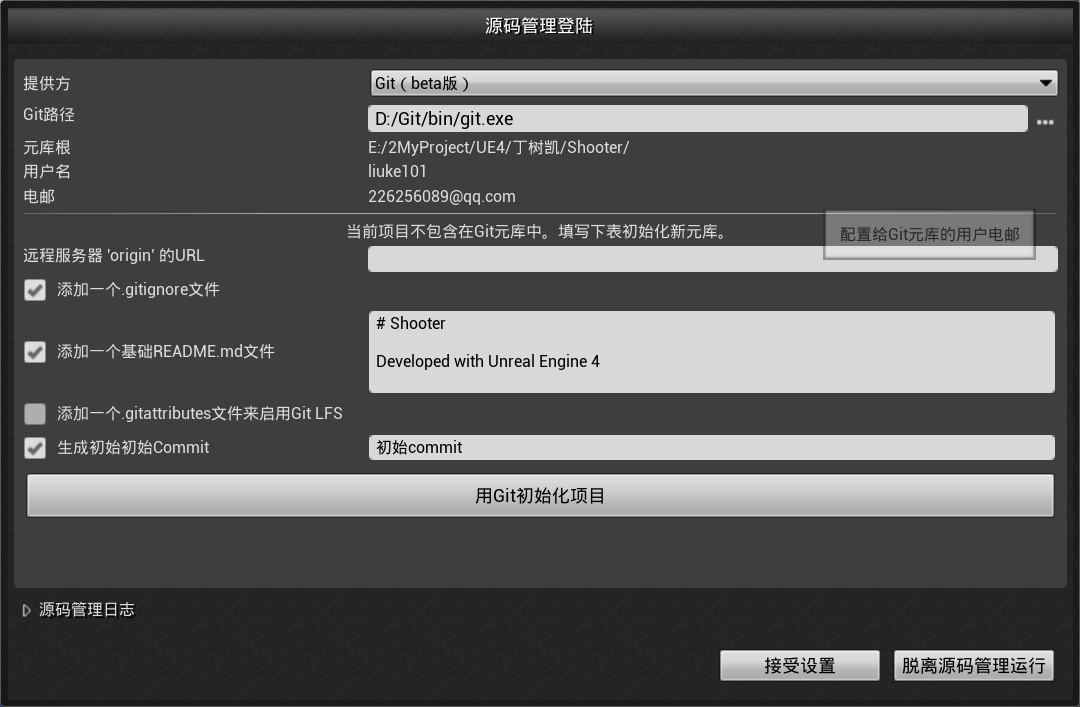 源码管理登陆
提供方
Git（beta版）
Git路径
D:/Git/bin/git.exe
元库根
E:/2MyProject/UE4/丁树凯/Shooter/
用户名
liuke101
电邮
226256089@qq.com
当前项目不包含在Git元库中。填写下表初始化新元库。
配置给Git元库的用户电邮
远程服务器 'origin' 的URL
添加一个.gitignore文件
添加一个基础README.md文件
# Shooter
Developed with Unreal Engine 4
添加一个.gitattributes文件来启用Git LFS
生成初始初始Commit
初始commit
用Git初始化项目
源码管理日志
接受设置
脱离源码管理运行